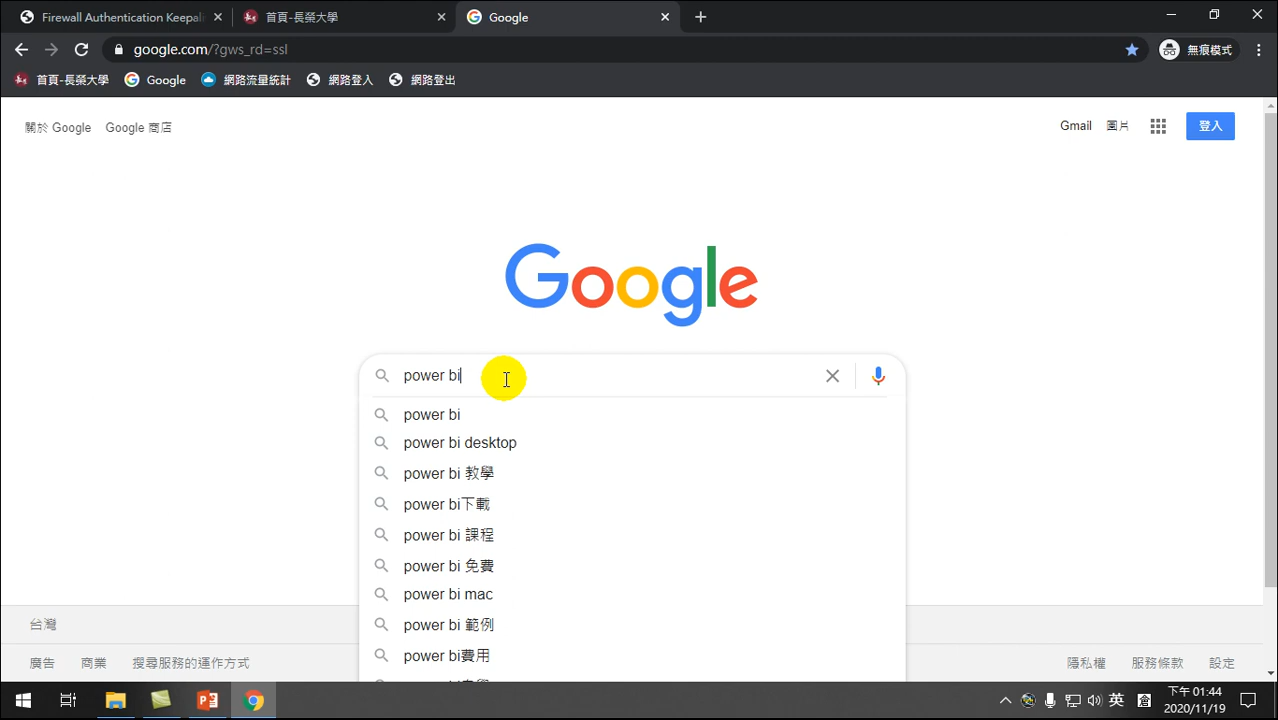 Firewall Authentication Keepali
首頁-長榮大學
Google
google.com/?gws_rd=ssl
無痕模式
首頁-長榮大學
Google
網路流量統計
網路登入
網路登出
關於 Google
Google 商店
Gmail
圖片
登入
Google
power bi
power bi
power bi desktop
power bi 教學
power bi下載
power bi 課程
power bi 免費
power bi mac
power bi 範例
power bi費用
台灣
廣告
商業
搜尋服務的運作方式
隱私權
服務條款
設定
英
下午 01:44
2020/11/19